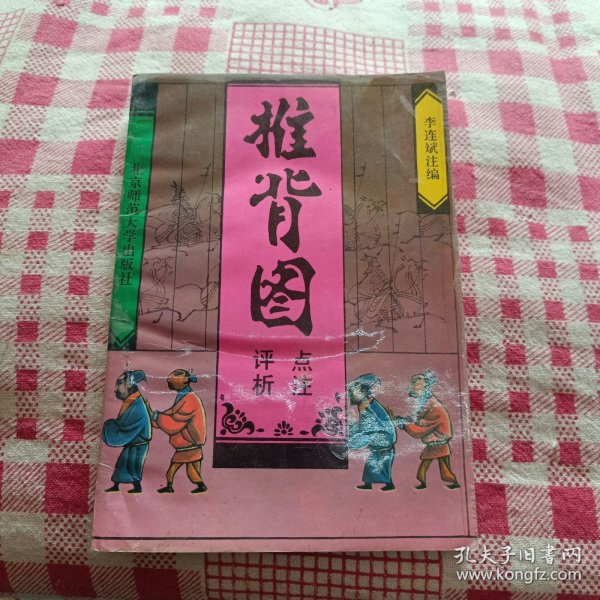 李连斌注编
推背图
点注
评析
北京师范大学出版社
孔夫子旧书网
www.kongfz.com